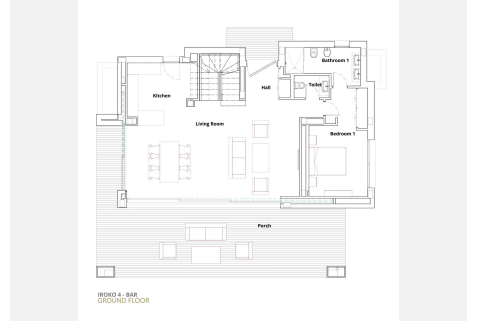 Bathroom 1
Hall
Toilet
Kitchen
Living Room
Bedroom 1
Porch
IROKO 4 - BAR
GROUND FLOOR